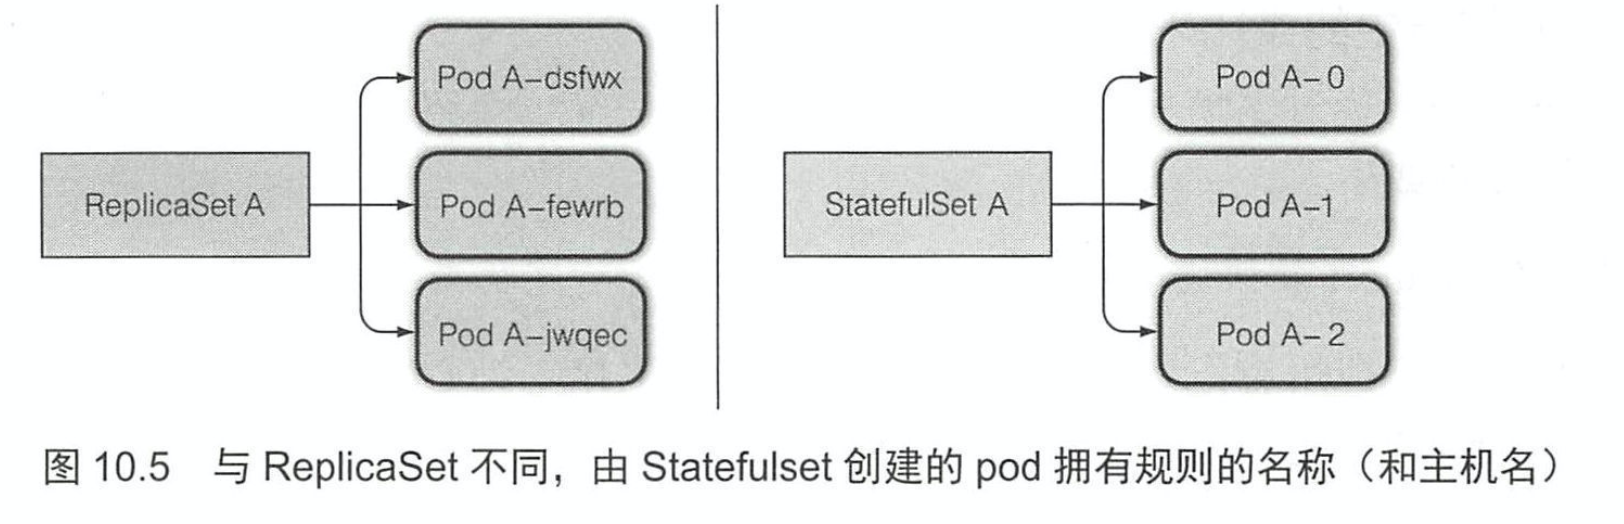 ReplicaSet A
Pod A–dsfwx
Pod A–fewrb
Pod A–jwqec
StatefulSet A
Pod A–0
Pod A–1
Pod A–2
图 10.5 与 ReplicaSet 不同，由 Statefulset 创建的 pod 拥有规则的名称（和主机名）